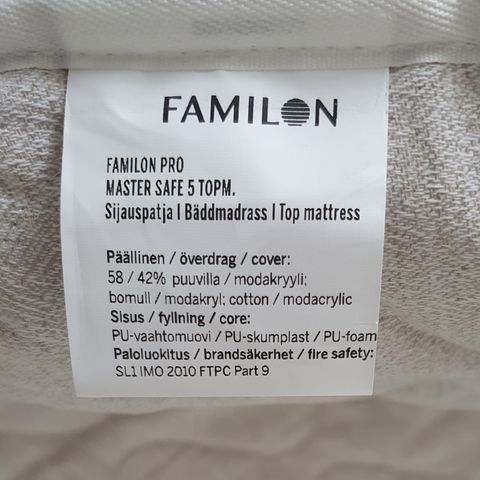 FAMILON
FAMILON PRO
MASTER SAFE 5 TOPM.
Sijauspatja | Bäddmadrass | Top mattress
Päällinen / överdrag / cover:
58 / 42% puuvilla / modakryyli;
bomull / modakryl; cotton / modacrylic
Sisus / fyllning / core:
PU-vaahtomuovi / PU-skumplast / PU-foam
Paloluokitus / brandsäkerhet / fire safety:
SL1 IMO 2010 FTPC Part 9